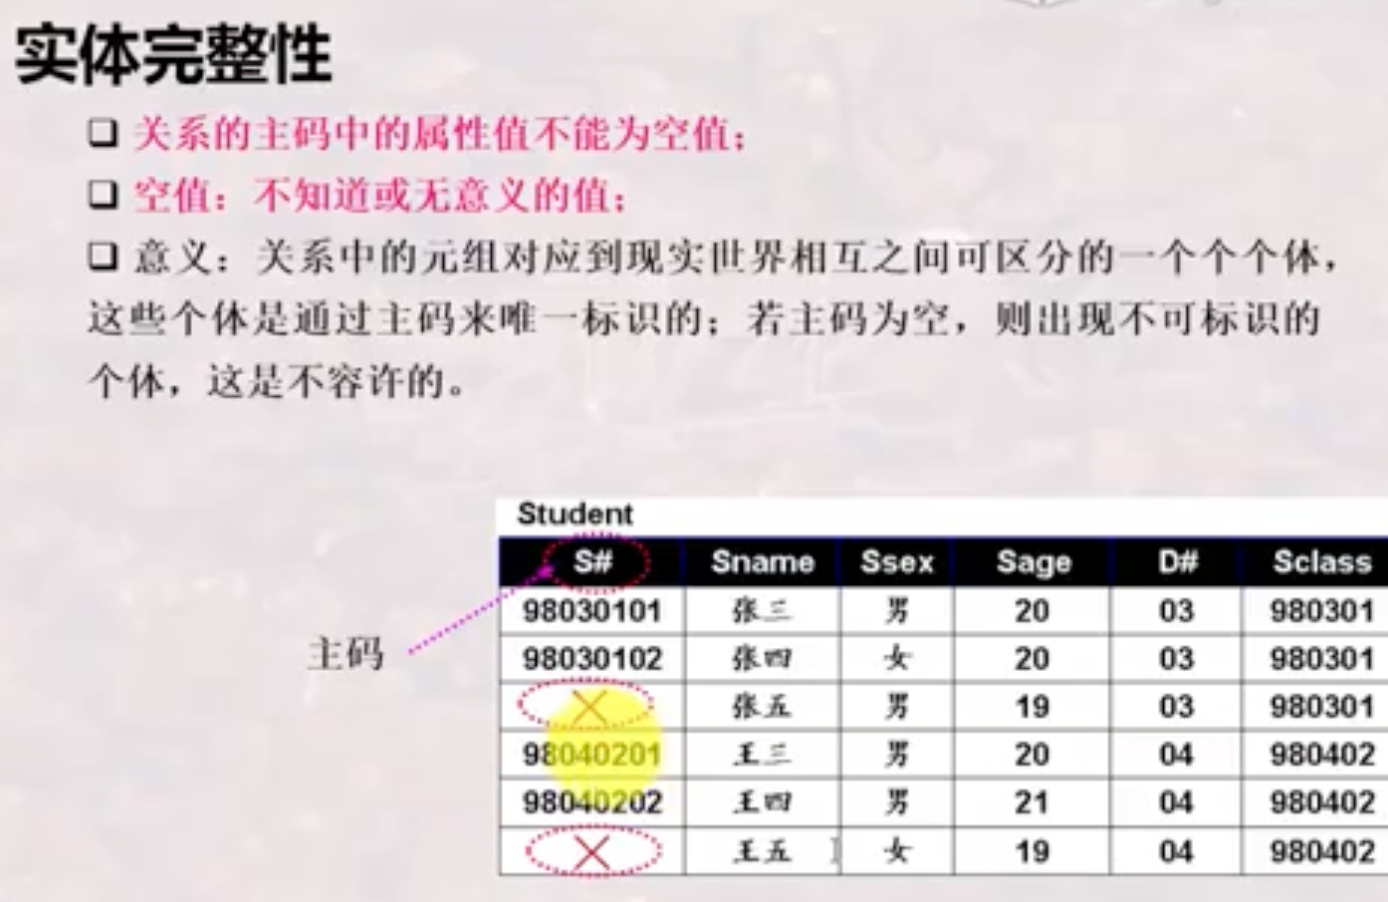 实体完整性
❑ 关系的主码中的属性值不能为空值;
❑ 空值：不知道或无意义的值;
❑ 意义：关系中的元组对应到现实世界相互之间可区分的一个个个体,
这些个体是通过主码来唯一标识的；若主码为空，则出现不可标识的
个体，这是不容许的。
Student
S# Sname Ssex Sage D# Sclass
98030101 张三 男 20 03 980301
主码
98030102 张四 女 20 03 980301
张五 男 19 03 980301
98040201 王三 男 20 04 980402
98040202 王四 男 21 04 980402
王五 女 19 04 980402